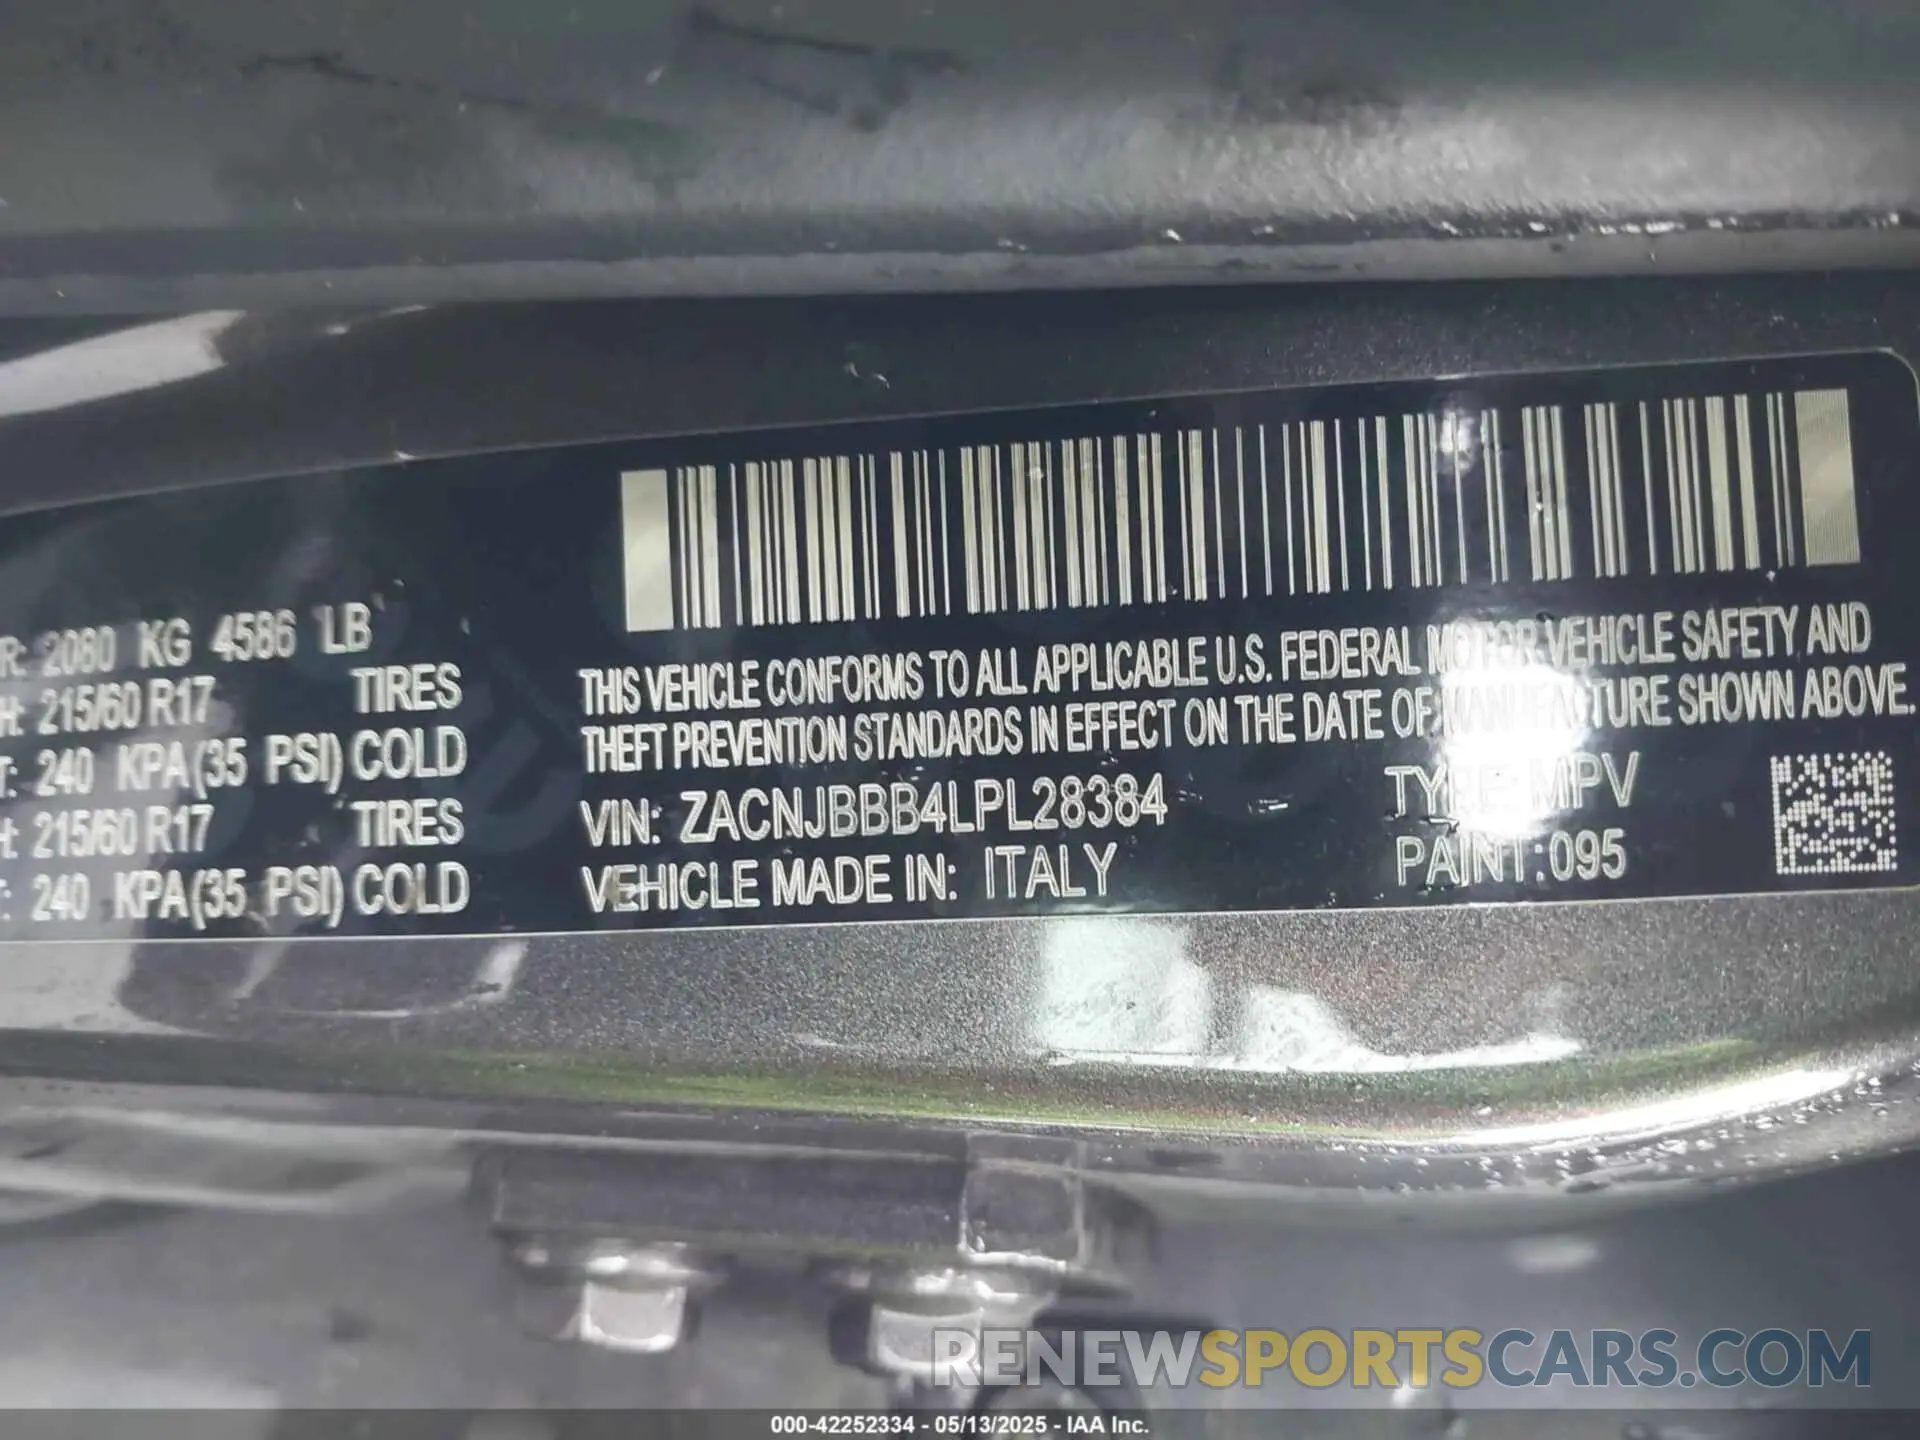 R: 2080 KG 4586 LB
H: 215/60 R17 TIRES
T: 240 KPA(35 PSI) COLD
H: 215/60 R17 TIRES
T: 240 KPA(35 PSI) COLD
THIS VEHICLE CONFORMS TO ALL APPLICABLE U.S. FEDERAL MOTOR VEHICLE SAFETY AND
THEFT PREVENTION STANDARDS IN EFFECT ON THE DATE OF MANUFACTURE SHOWN ABOVE.
VIN: ZACNJBBB4LPL28384 TYPE: MPV
VEHICLE MADE IN: ITALY PAINT:095
RENEWSPORTSCARS.COM
000-42252334 - 05/13/2025 - IAA Inc.